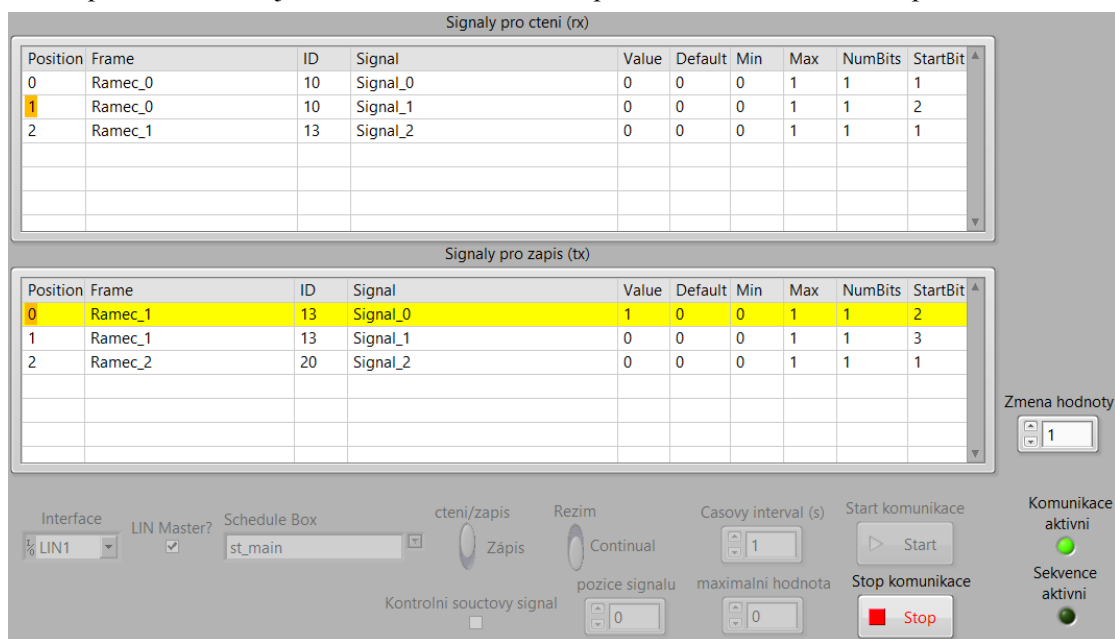 Signaly pro cteni (rx)
Position Frame ID Signal Value Default Min Max NumBits StartBit
0 Ramec_0 10 Signal_0 0 0 0 1 1 1
1 Ramec_0 10 Signal_1 0 0 0 1 1 2
2 Ramec_1 13 Signal_2 0 0 0 1 1 1
Signaly pro zapis (tx)
Position Frame ID Signal Value Default Min Max NumBits StartBit
0 Ramec_1 13 Signal_0 1 0 0 1 1 2
1 Ramec_1 13 Signal_1 0 0 0 1 1 3
2 Ramec_2 20 Signal_2 0 0 0 1 1 1
Zmena hodnoty
1
Interface
LIN1
LIN Master?
Schedule Box
st_main
cteni/zapis
Zápis
Rezim
Continual
Casovy interval (s)
1
Start komunikace
Start
Komunikace
aktivni
Kontrolni souctovy signal
pozice signalu
0
maximalni hodnota
0
Stop komunikace
Stop
Sekvence
aktivni